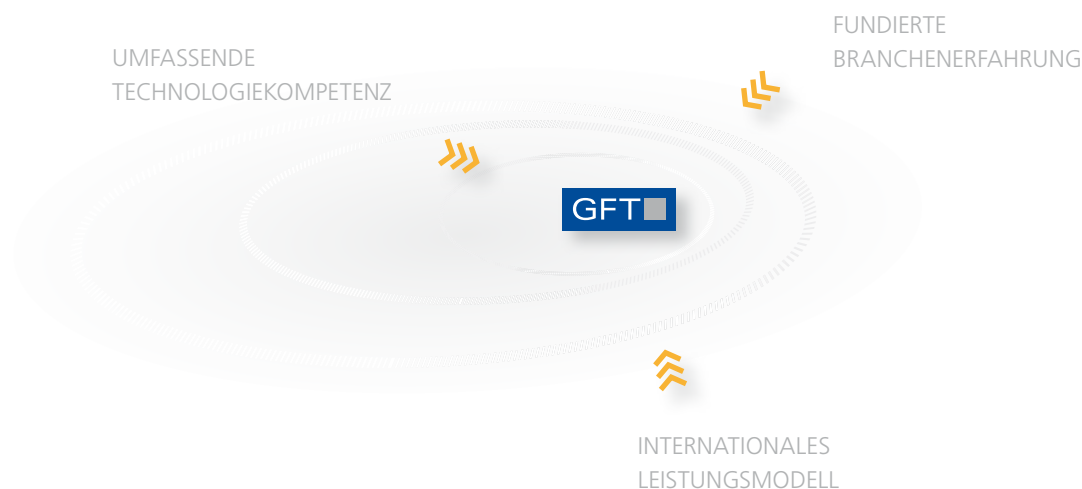 FUNDIERTE
BRANCHENERFAHRUNG
UMFASSENDE
TECHNOLOGIEKOMPETENZ
GFT
INTERNATIONALES
LEISTUNGSMODELL